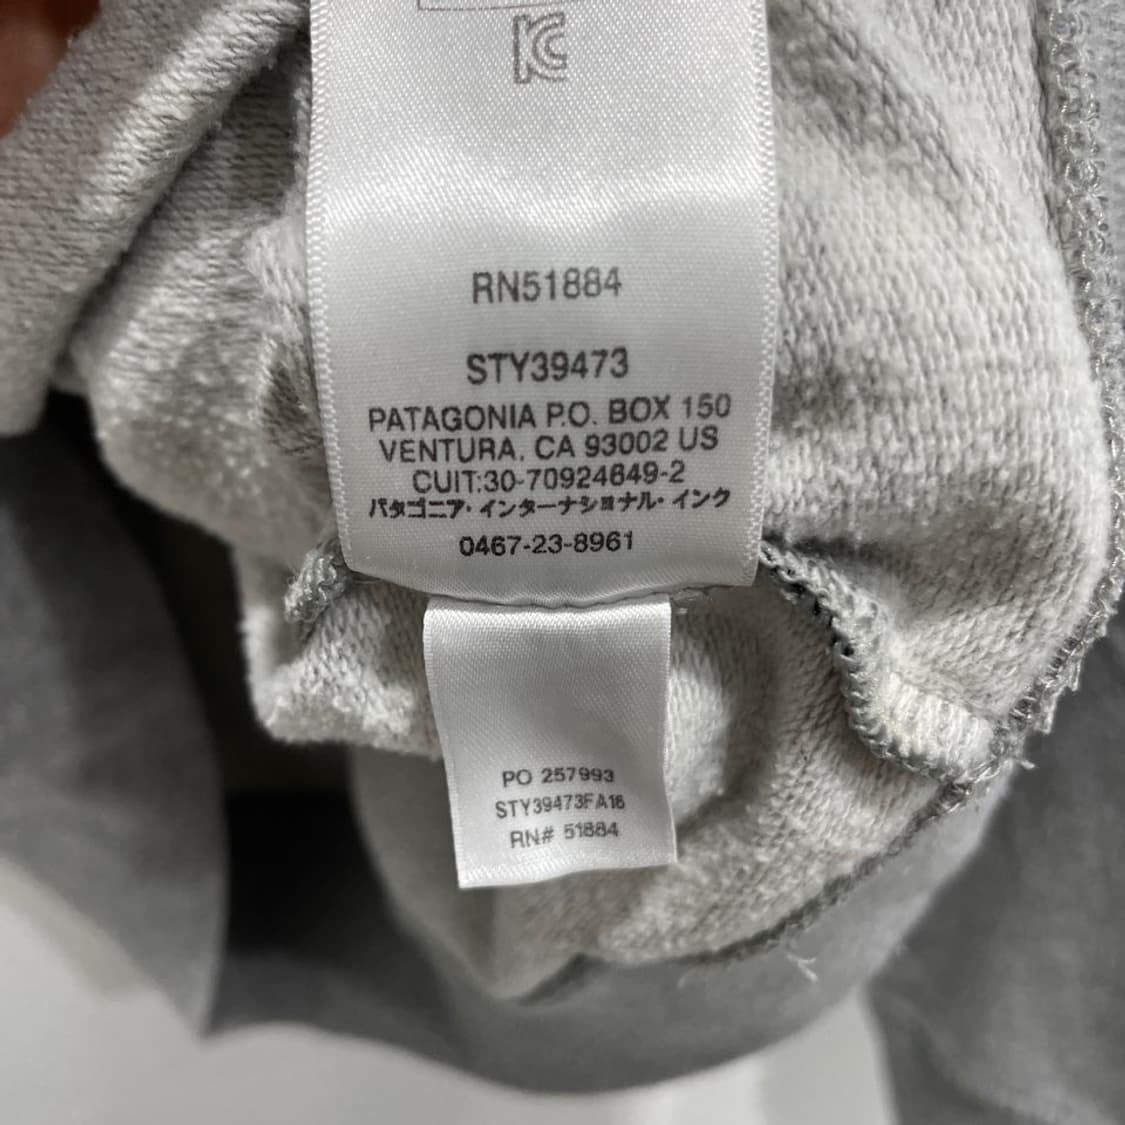 KC
RN51884
STY39473
PATAGONIA P.O. BOX 150
VENTURA, CA 93002 US
CUIT:30-70924649-2
パタゴニア・インターナショナル・インク
0467-23-8961
PO 257993
STY39473FA16
RN# 51884